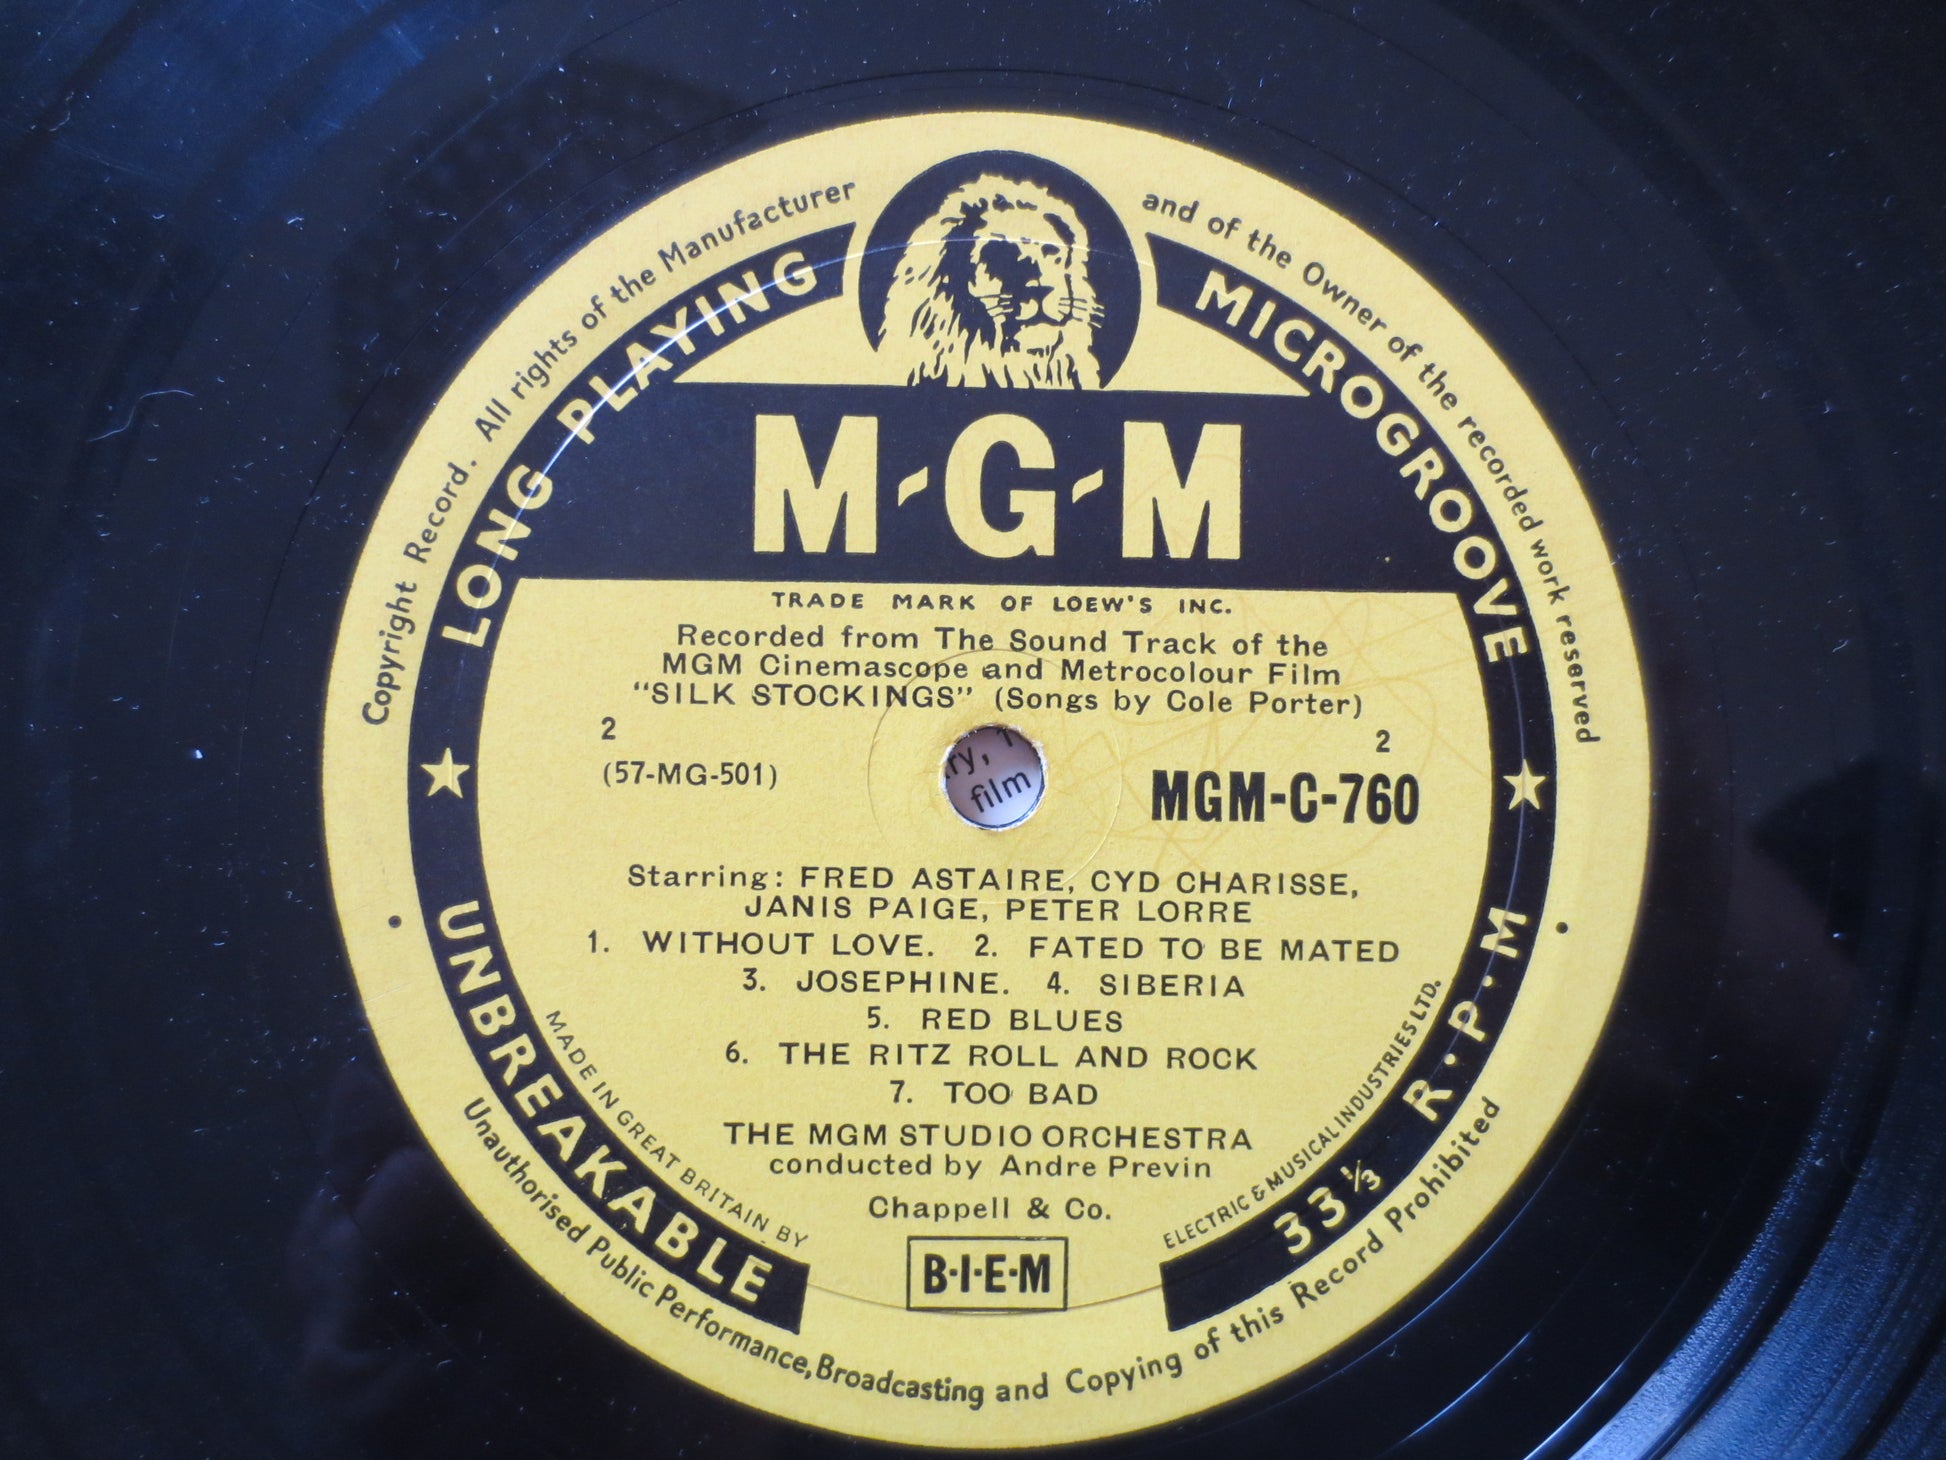 Copyright Record. All rights of the Manufacturer and of the Owner of the recorded work reserved
LONG PLAYING MICROGROOVE
M-G-M
TRADE MARK OF LOEW'S INC.
Recorded from The Sound Track of the
MGM Cinemascope and Metrocolour Film
"SILK STOCKINGS" (Songs by Cole Porter)
2 2
(57-MG-501) MGM-C-760
ry,
film
Starring: FRED ASTAIRE, CYD CHARISSE,
JANIS PAIGE, PETER LORRE
1. WITHOUT LOVE. 2. FATED TO BE MATED
3. JOSEPHINE. 4. SIBERIA
5. RED BLUES
6. THE RITZ ROLL AND ROCK
7. TOO BAD
THE MGM STUDIO ORCHESTRA
conducted by Andre Previn
Chappell & Co.
B·I·E·M
MADE IN GREAT BRITAIN BY ELECTRIC & MUSICAL INDUSTRIES LTD.
UNBREAKABLE 33⅓ R·P·M
Unauthorised Public Performance, Broadcasting and Copying of this Record Prohibited